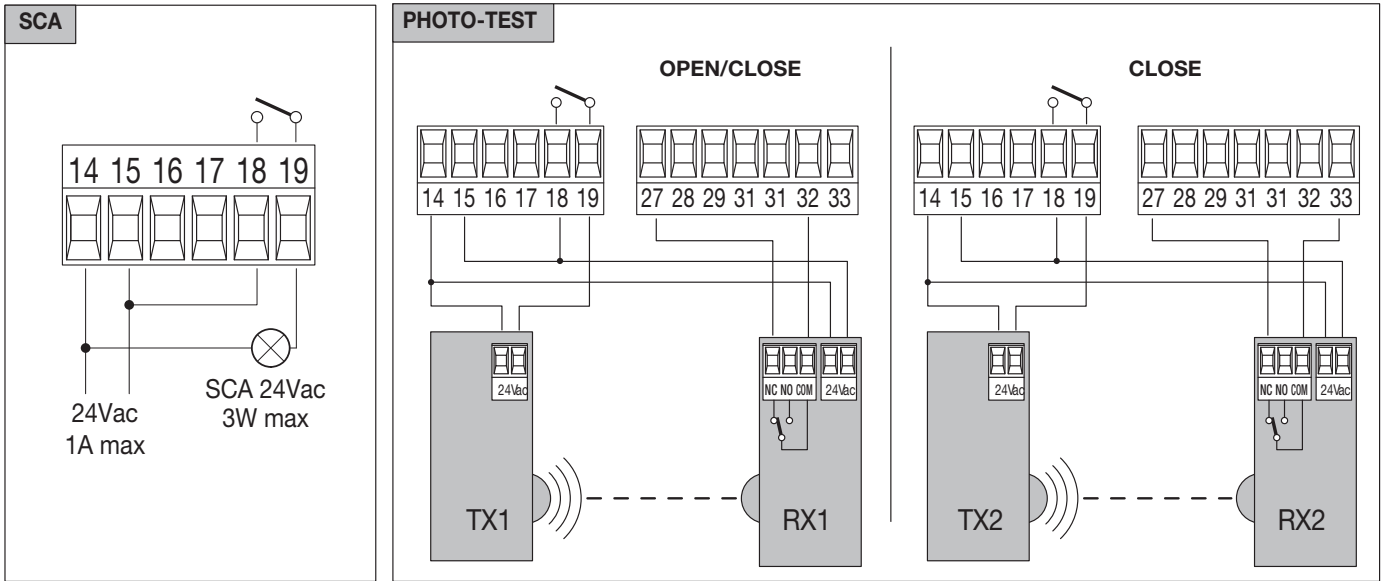 SCA
14 15 16 17 18 19
24Vac
1A max
SCA 24Vac
3W max
PHOTO-TEST
OPEN/CLOSE
14 15 16 17 18 19
27 28 29 31 31 32 33
24Vac
NC NO COM 24Vac
TX1
RX1
CLOSE
14 15 16 17 18 19
27 28 29 31 31 32 33
24Vac
NC NO COM 24Vac
TX2
RX2